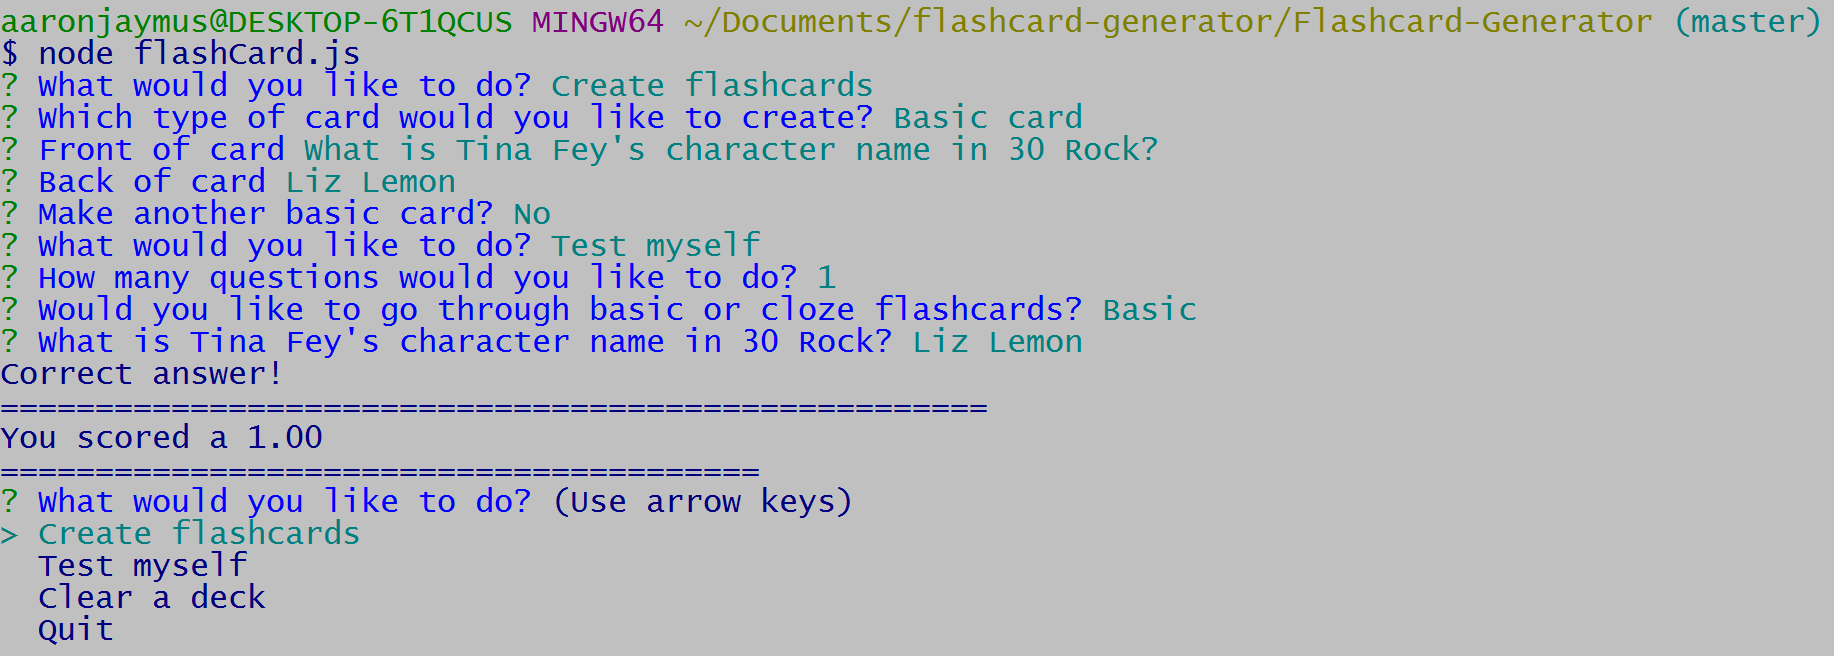 aaronjaymus@DESKTOP-6T1QCUS MINGW64 ~/Documents/flashcard-generator/Flashcard-Generator (master)
$ node flashCard.js
? What would you like to do? Create flashcards
? Which type of card would you like to create? Basic card
? Front of card What is Tina Fey's character name in 30 Rock?
? Back of card Liz Lemon
? Make another basic card? No
? What would you like to do? Test myself
? How many questions would you like to do? 1
? Would you like to go through basic or cloze flashcards? Basic
? What is Tina Fey's character name in 30 Rock? Liz Lemon
Correct answer!
====================================================
You scored a 1.00
========================================
? What would you like to do? (Use arrow keys)
> Create flashcards
  Test myself
  Clear a deck
  Quit